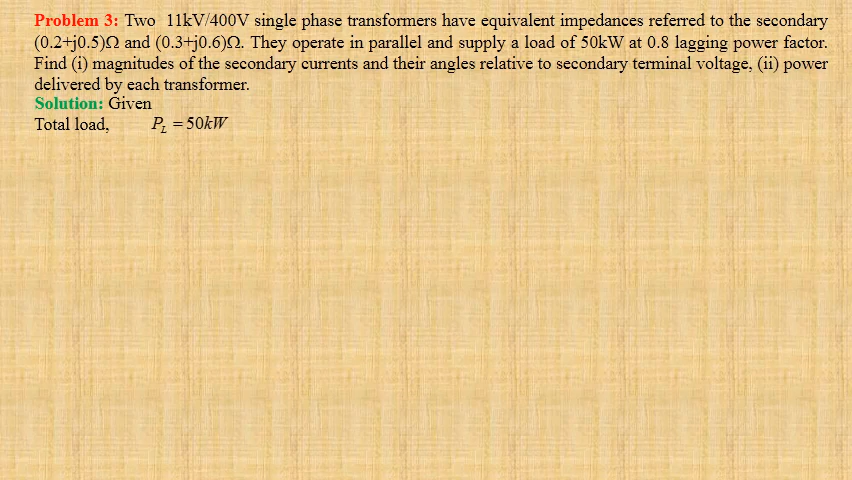 Problem 3: Two 11kV/400V single phase transformers have equivalent impedances referred to the secondary
(0.2+j0.5)Ω and (0.3+j0.6)Ω. They operate in parallel and supply a load of 50kW at 0.8 lagging power factor.
Find (i) magnitudes of the secondary currents and their angles relative to secondary terminal voltage, (ii) power
delivered by each transformer.
Solution: Given
Total load, P_L = 50kW